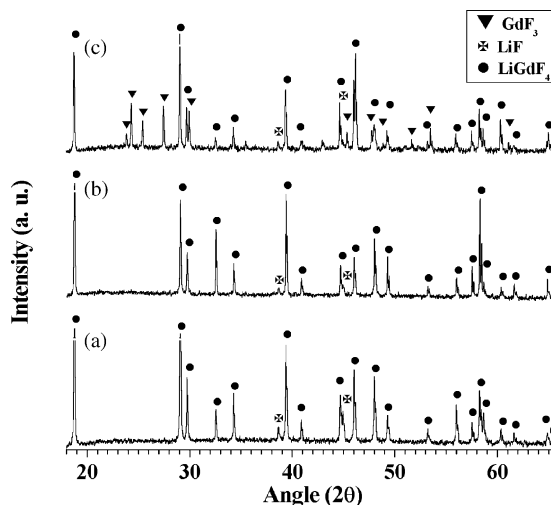 GdF₃
LiF
LiGdF₄
(c)
(b)
(a)
Intensity (a. u.)
20 30 40 50 60
Angle (2θ)